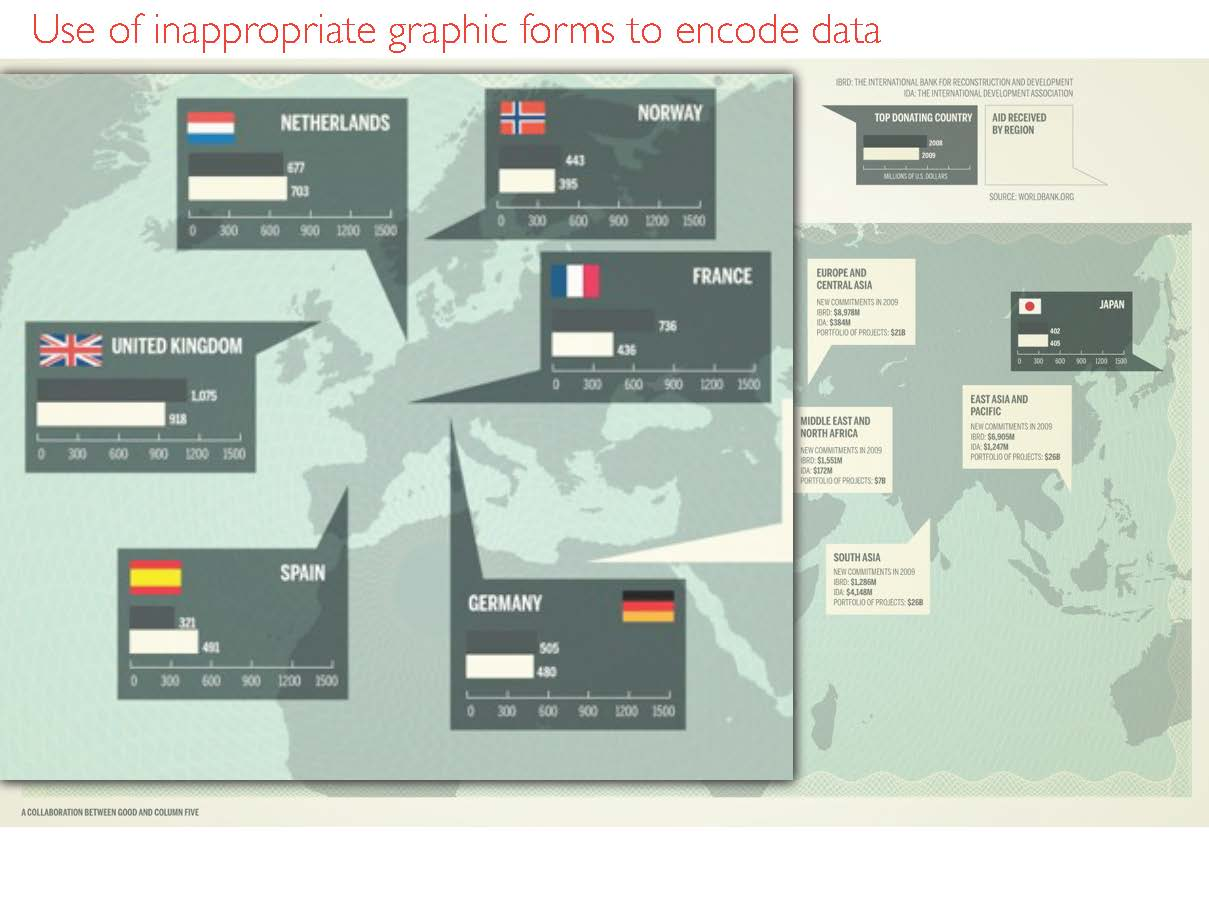 Use of inappropriate graphic forms to encode data
IBRD: THE INTERNATIONAL BANK FOR RECONSTRUCTION AND DEVELOPMENT
IDA: THE INTERNATIONAL DEVELOPMENT ASSOCIATION
TOP DONATING COUNTRY
2008
2009
MILLIONS OF U.S. DOLLARS
AID RECEIVED
BY REGION
SOURCE: WORLDBANK.ORG
NETHERLANDS
677
703
0 300 600 900 1200 1500
NORWAY
443
395
0 300 600 900 1200 1500
FRANCE
736
436
0 300 600 900 1200 1500
UNITED KINGDOM
1,075
918
0 300 600 900 1200 1500
SPAIN
321
491
0 300 600 900 1200 1500
GERMANY
505
480
0 300 600 900 1200 1500
EUROPE AND
CENTRAL ASIA
NEW COMMITMENTS IN 2009
IBRD: $8,978M
IDA: $384M
PORTFOLIO OF PROJECTS: $21B
JAPAN
402
405
0 300 600 900 1200 1500
MIDDLE EAST AND
NORTH AFRICA
NEW COMMITMENTS IN 2009
IBRD: $1,551M
IDA: $172M
PORTFOLIO OF PROJECTS: $7B
EAST ASIA AND
PACIFIC
NEW COMMITMENTS IN 2009
IBRD: $6,905M
IDA: $1,247M
PORTFOLIO OF PROJECTS: $26B
SOUTH ASIA
NEW COMMITMENTS IN 2009
IBRD: $1,286M
IDA: $4,148M
PORTFOLIO OF PROJECTS: $26B
A COLLABORATION BETWEEN GOOD AND COLUMN FIVE